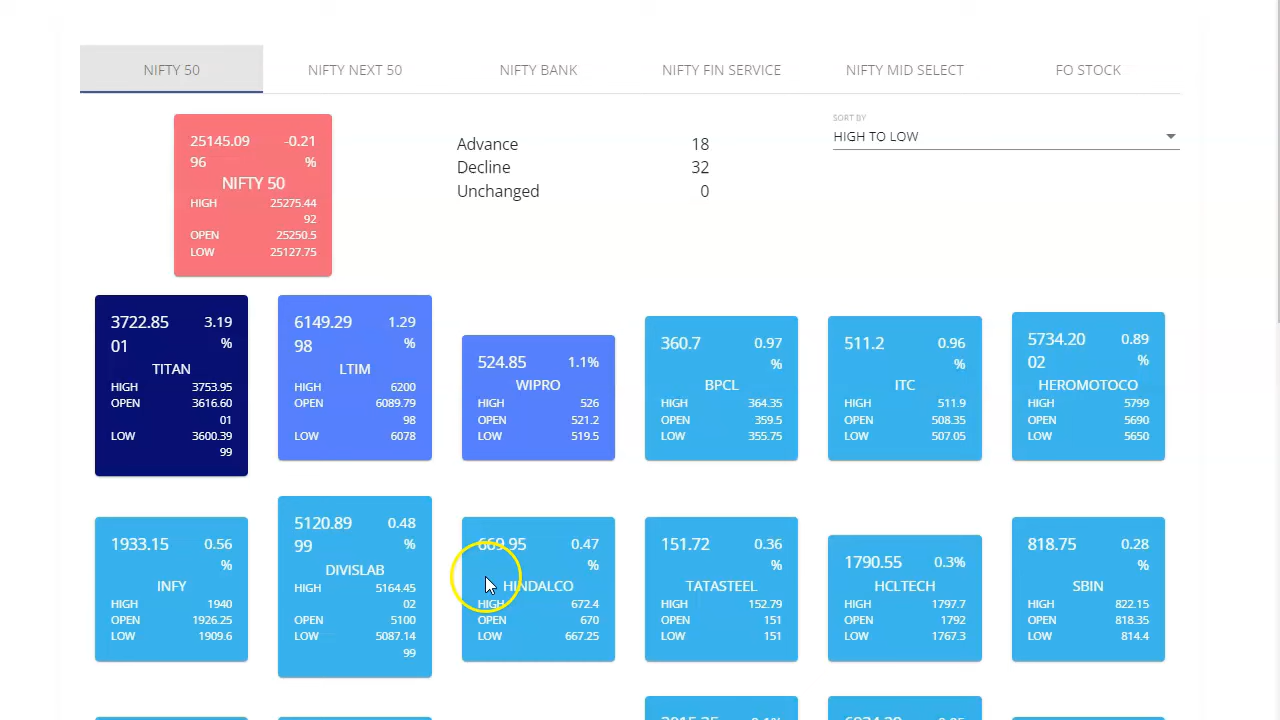 NIFTY 50 NIFTY NEXT 50 NIFTY BANK NIFTY FIN SERVICE NIFTY MID SELECT FO STOCK
25145.09 -0.21
96 %
NIFTY 50
HIGH 25275.44
92
OPEN 25250.5
LOW 25127.75
Advance 18
Decline 32
Unchanged 0
SORT BY
HIGH TO LOW
3722.85 3.19
01 %
TITAN
HIGH 3753.95
OPEN 3616.60
01
LOW 3600.39
99
6149.29 1.29
98 %
LTIM
HIGH 6200
OPEN 6089.79
98
LOW 6078
524.85 1.1%
WIPRO
HIGH 526
OPEN 521.2
LOW 519.5
360.7 0.97
%
BPCL
HIGH 364.35
OPEN 359.5
LOW 355.75
511.2 0.96
%
ITC
HIGH 511.9
OPEN 508.35
LOW 507.05
5734.20 0.89
02 %
HEROMOTOCO
HIGH 5799
OPEN 5690
LOW 5650
1933.15 0.56
%
INFY
HIGH 1940
OPEN 1926.25
LOW 1909.6
5120.89 0.48
99 %
DIVISLAB
HIGH 5164.45
02
OPEN 5100
LOW 5087.14
99
669.95 0.47
%
HINDALCO
HIGH 672.4
OPEN 670
LOW 667.25
151.72 0.36
%
TATASTEEL
HIGH 152.79
OPEN 151
LOW 151
1790.55 0.3%
HCLTECH
HIGH 1797.7
OPEN 1792
LOW 1767.3
818.75 0.28
%
SBIN
HIGH 822.15
OPEN 818.35
LOW 814.4